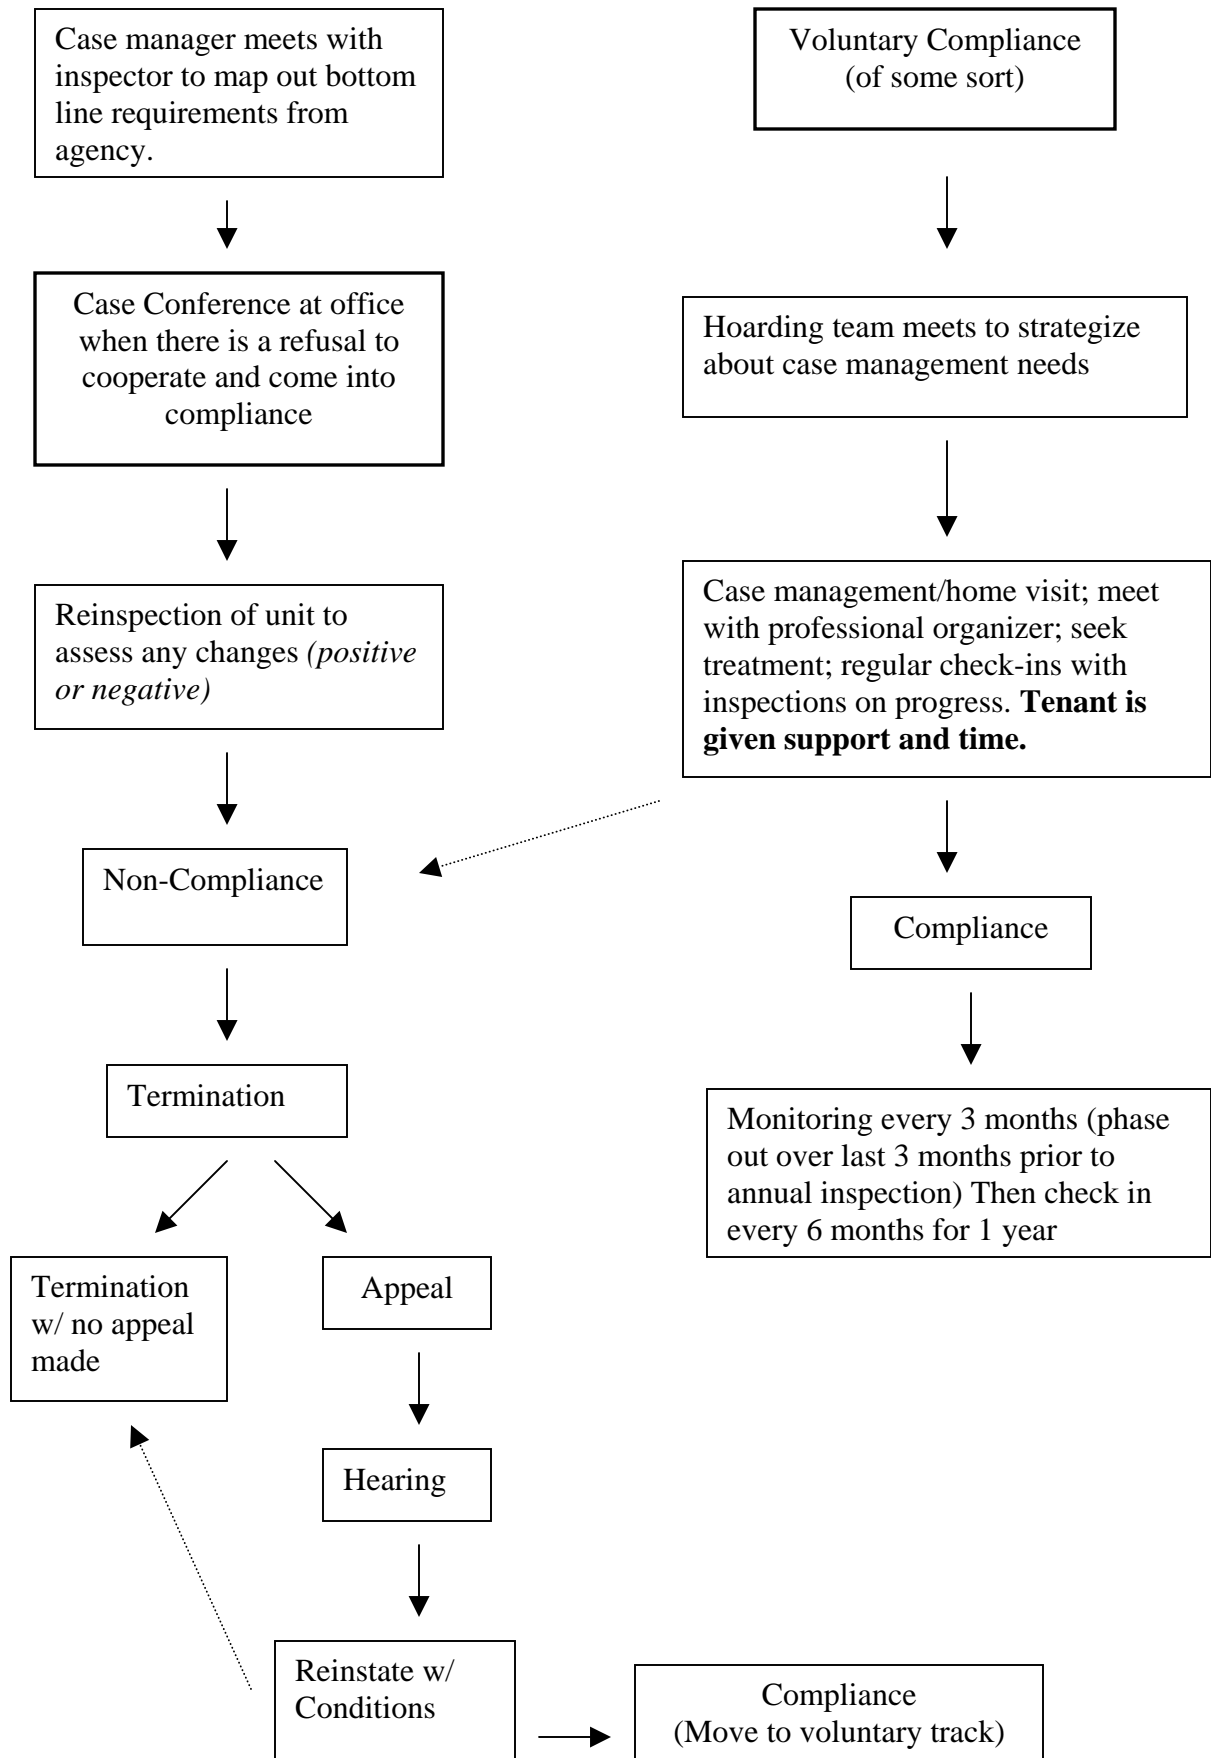 Case manager meets with
inspector to map out bottom
line requirements from
agency.
Voluntary Compliance
(of some sort)
Case Conference at office
when there is a refusal to
cooperate and come into
compliance
Hoarding team meets to strategize
about case management needs
Reinspection of unit to
assess any changes (positive
or negative)
Case management/home visit; meet
with professional organizer; seek
treatment; regular check-ins with
inspections on progress. Tenant is
given support and time.
Non-Compliance
Compliance
Termination
Monitoring every 3 months (phase
out over last 3 months prior to
annual inspection) Then check in
every 6 months for 1 year
Termination
w/ no appeal
made
Appeal
Hearing
Reinstate w/
Conditions
Compliance
(Move to voluntary track)